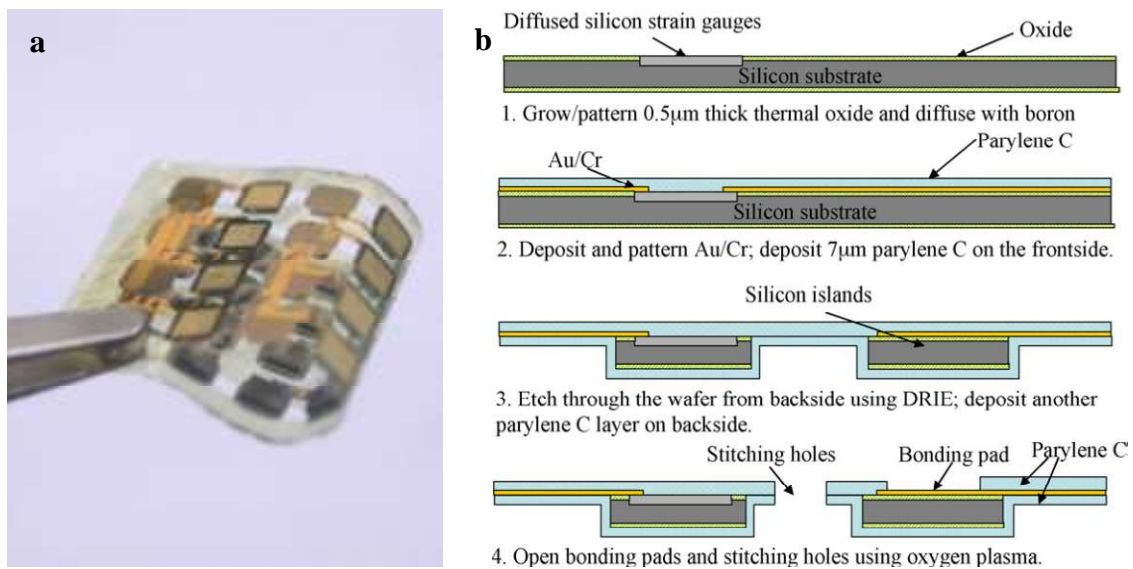 a
b
Diffused silicon strain gauges
Oxide
Silicon substrate
1. Grow/pattern 0.5μm thick thermal oxide and diffuse with boron
Au/Cr
Parylene C
Silicon substrate
2. Deposit and pattern Au/Cr; deposit 7μm parylene C on the frontside.
Silicon islands
3. Etch through the wafer from backside using DRIE; deposit another
parylene C layer on backside.
Stitching holes
Bonding pad
Parylene C
4. Open bonding pads and stitching holes using oxygen plasma.